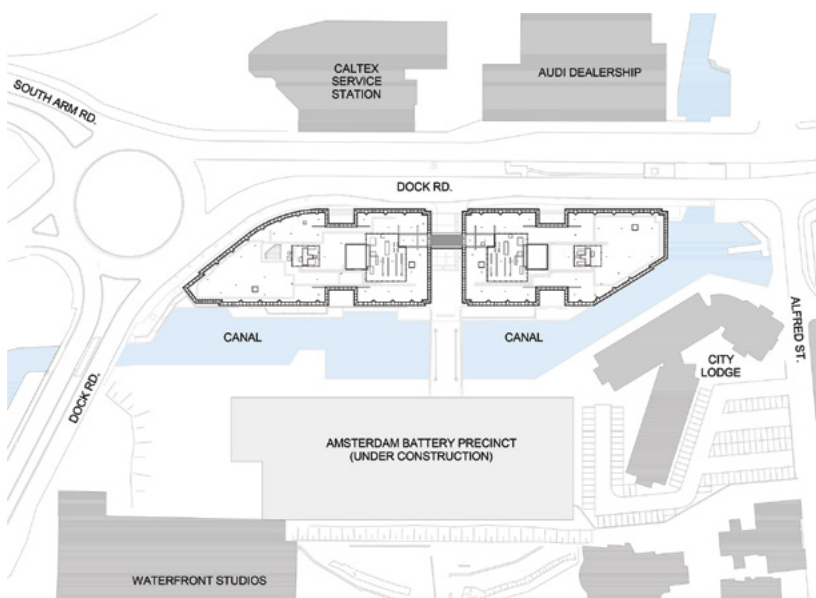 CALTEX
SERVICE
STATION
AUDI DEALERSHIP
SOUTH ARM RD.
DOCK RD.
CANAL
CANAL
ALFRED ST.
CITY
LODGE
DOCK RD.
AMSTERDAM BATTERY PRECINCT
(UNDER CONSTRUCTION)
WATERFRONT STUDIOS